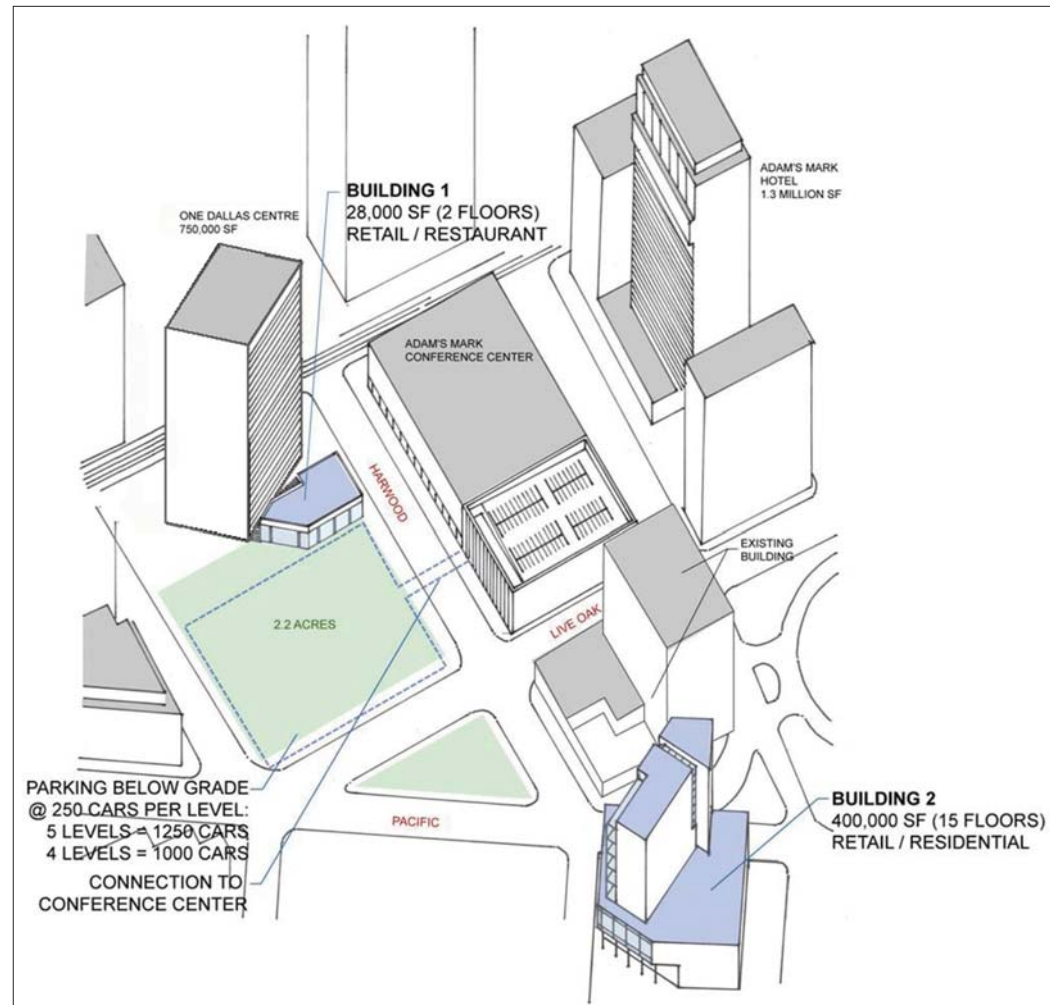 ADAM'S MARK
HOTEL
1.3 MILLION SF
BUILDING 1
28,000 SF (2 FLOORS)
RETAIL / RESTAURANT
ONE DALLAS CENTRE
750,000 SF
ADAM'S MARK
CONFERENCE CENTER
HARWOOD
EXISTING
BUILDING
LIVE OAK
2.2 ACRES
PARKING BELOW GRADE
@ 250 CARS PER LEVEL:
5 LEVELS = 1250 CARS
4 LEVELS = 1000 CARS
CONNECTION TO
CONFERENCE CENTER
PACIFIC
BUILDING 2
400,000 SF (15 FLOORS)
RETAIL / RESIDENTIAL